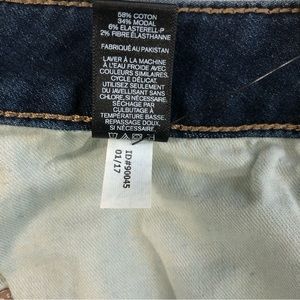 58% COTON
34% MODAL
6% ELASTERELL-P
2% FIBRE ÉLASTHANNE
FABRIQUÉ AU PAKISTAN
LAVER À LA MACHINE À
L'EAU FROIDE AVEC
COULEURS SIMILAIRES,
CYCLE DÉLICAT.
UTILISEZ SEULEMENT
DU JAVELLISANT SANS
CHLOR, SI NÉCESSAIRE.
SÉCHAGE PAR
CULBUTAGE À
TEMPÉRATURE BASSE.
REPASSAGE DOUX,
SI NÉCESSAIRE.
ID#90045
01/17